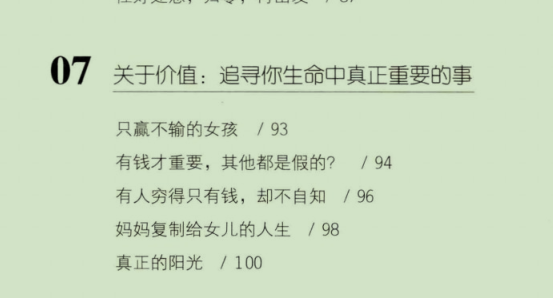 07 关于价值：追寻你生命中真正重要的事
只赢不输的女孩 / 93
有钱才重要，其他都是假的？ / 94
有人穷得只有钱，却不自知 / 96
妈妈复制给女儿的人生 / 98
真正的阳光 / 100